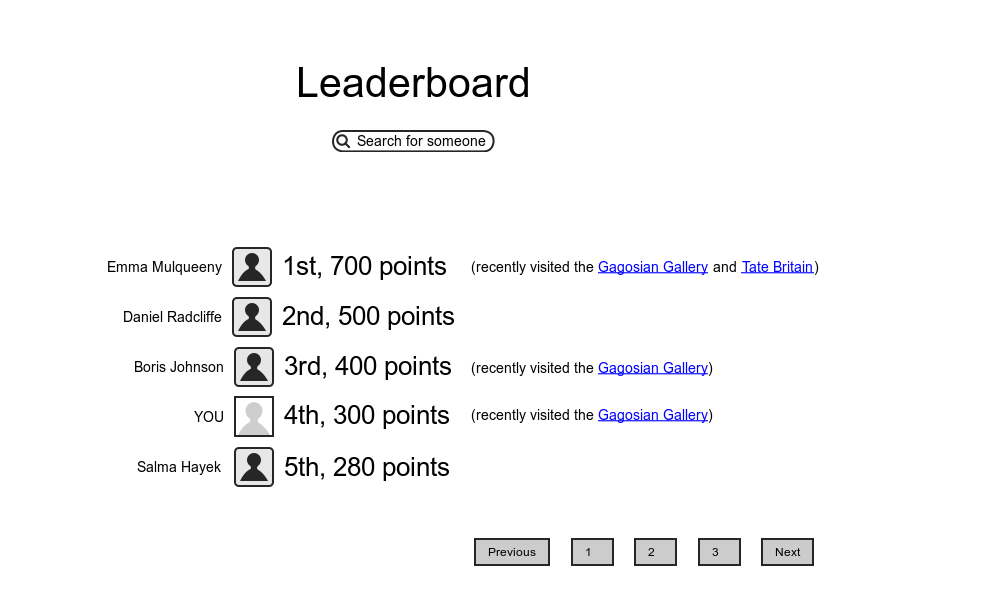 Leaderboard
Search for someone
Emma Mulqueeny 1st, 700 points (recently visited the Gagosian Gallery and Tate Britain)
Daniel Radcliffe 2nd, 500 points
Boris Johnson 3rd, 400 points (recently visited the Gagosian Gallery)
YOU 4th, 300 points (recently visited the Gagosian Gallery)
Salma Hayek 5th, 280 points
Previous 1 2 3 Next